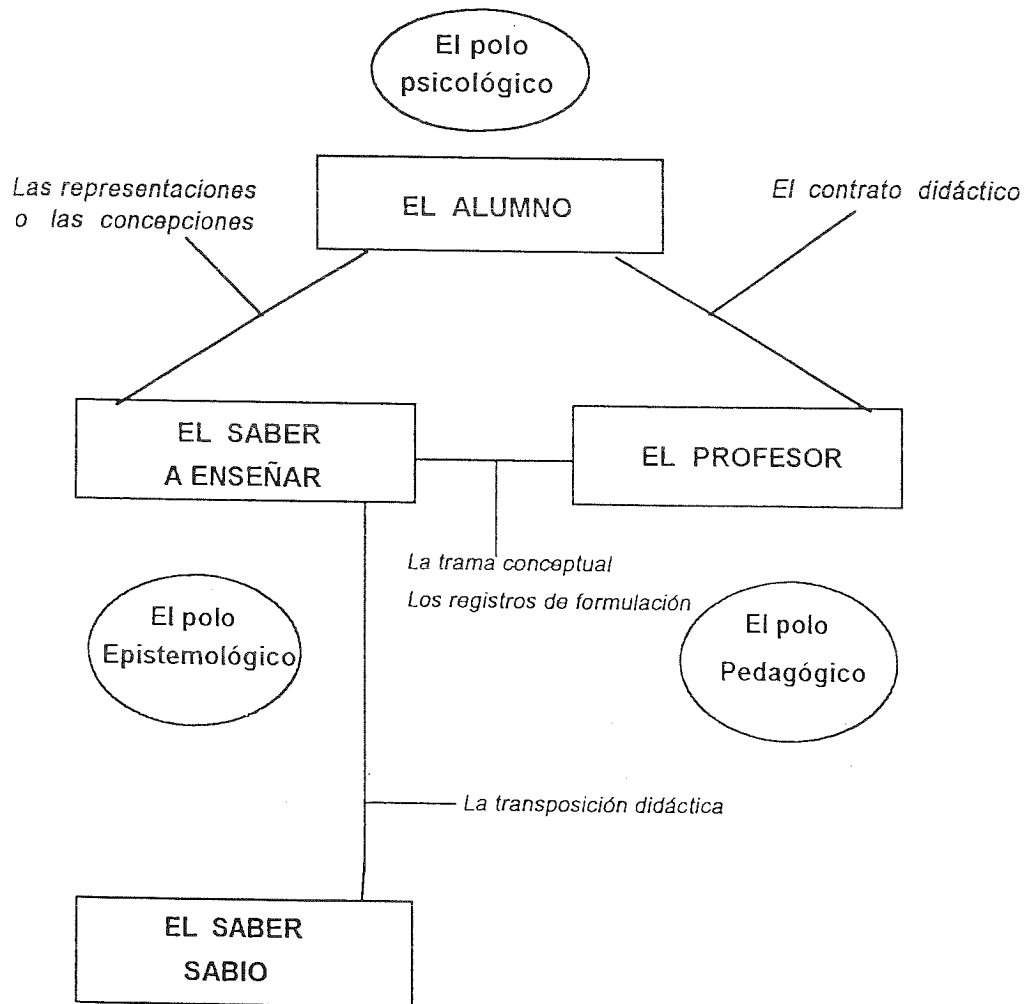 El polo
psicológico
Las representaciones
o las concepciones
EL ALUMNO
El contrato didáctico
EL SABER
A ENSEÑAR
EL PROFESOR
La trama conceptual
Los registros de formulación
El polo
Epistemológico
El polo
Pedagógico
La transposición didáctica
EL SABER
SABIO